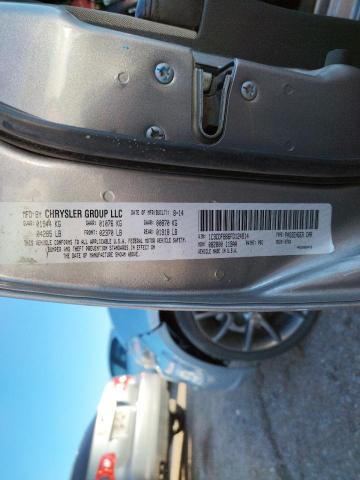 MFD BY CHRYSLER GROUP LLC DATE OF MFR 8-14
GVWR: 01944 KG GAWR: 01076 KG GAWR: 00870 KG
04285 LB FRONT: 02370 LB REAR: 01918 LB
THIS VEHICLE CONFORMS TO ALL APPLICABLE U.S.A. FEDERAL MOTOR VEHICLE SAFETY,
BUMPER AND THEFT PREVENTION STANDARDS IN EFFECT ON THE DATE
OF MANUFACTURE SHOWN ABOVE
TYPE: PASSENGER CAR
VEHICLE MADE IN U.S.A.